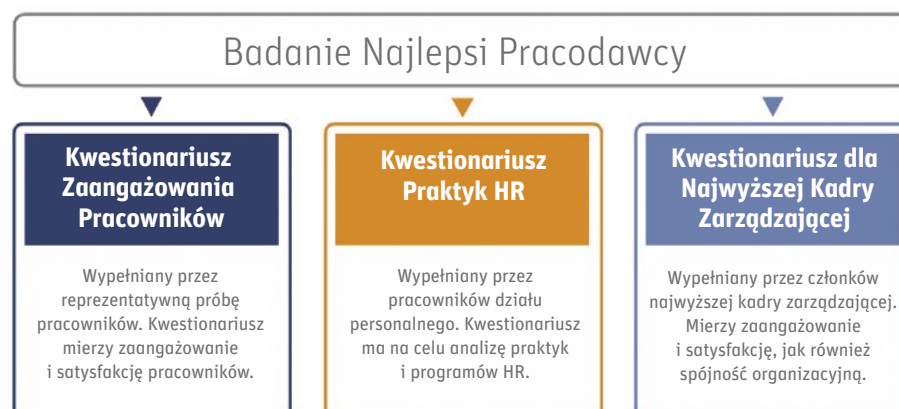 Badanie Najlepsi Pracodawcy
Kwestionariusz
Zaangażowania
Pracowników
Wypełniany przez
reprezentatywną próbę
pracowników. Kwestionariusz
mierzy zaangażowanie
i satysfakcję pracowników.
Kwestionariusz
Praktyk HR
Wypełniany przez
pracowników działu
personalnego. Kwestionariusz
ma na celu analizę praktyk
i programów HR.
Kwestionariusz dla
Najwyższej Kadry
Zarządzającej
Wypełniany przez członków
najwyższej kadry zarządzającej.
Mierzy zaangażowanie
i satysfakcję, jak również
spójność organizacyjną.